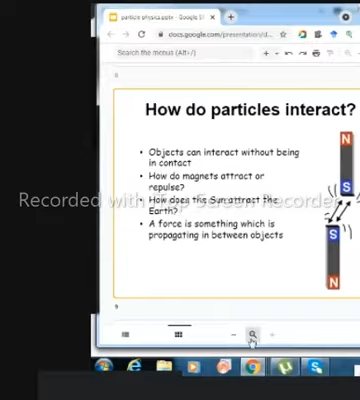 particle physics.pptx - Google Sl
docs.google.com/presentation/d...
Search the menus (Alt+/)
How do particles interact?
• Objects can interact without being
in contact
• How do magnets attract or
repulse?
• How does the Sun attract the
Earth?
• A force is something which is
propagating in between objects
N
S
S
N
Recorded with
Screen Recorder
9